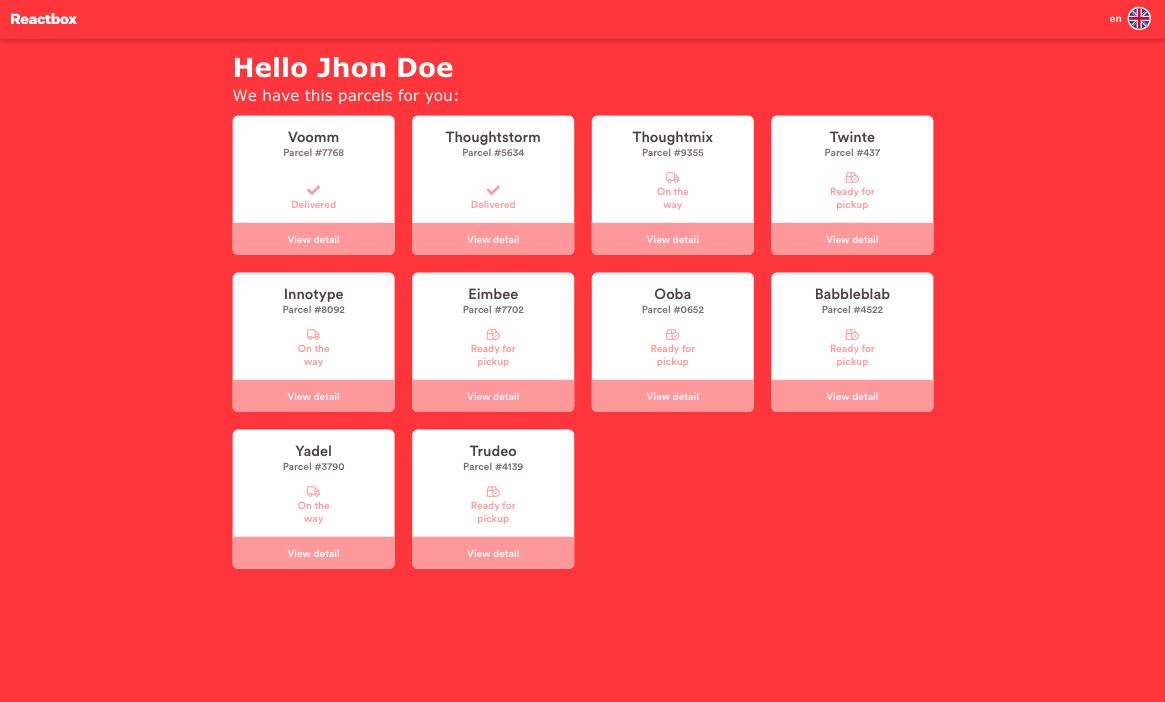 Reactbox
en
Hello Jhon Doe
We have this parcels for you:
Voomm
Parcel #7768
Delivered
View detail
Thoughtstorm
Parcel #5634
Delivered
View detail
Thoughtmix
Parcel #9355
On the
way
View detail
Twinte
Parcel #437
Ready for
pickup
View detail
Innotype
Parcel #8092
On the
way
View detail
Eimbee
Parcel #7702
Ready for
pickup
View detail
Ooba
Parcel #0652
Ready for
pickup
View detail
Babbleblab
Parcel #4522
Ready for
pickup
View detail
Yadel
Parcel #3790
On the
way
View detail
Trudeo
Parcel #4139
Ready for
pickup
View detail